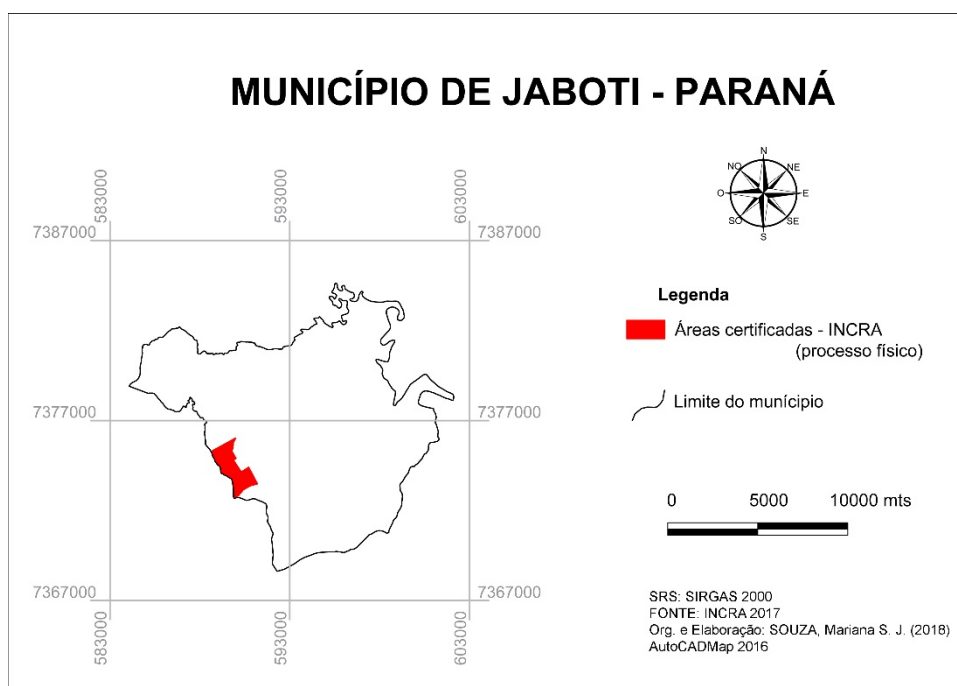 MUNICÍPIO DE JABOTI - PARANÁ
N
NO
NE
O
E
SO
SE
S
583000
593000
603000
7387000
7387000
Legenda
Áreas certificadas - INCRA
(processo físico)
Limite do munícipio
7377000
7377000
0
5000
10000 mts
7367000
7367000
583000
593000
603000
SRS: SIRGAS 2000
FONTE: INCRA 2017
Org. e Elaboração: SOUZA, Mariana S. J. (2018)
AutoCADMap 2016